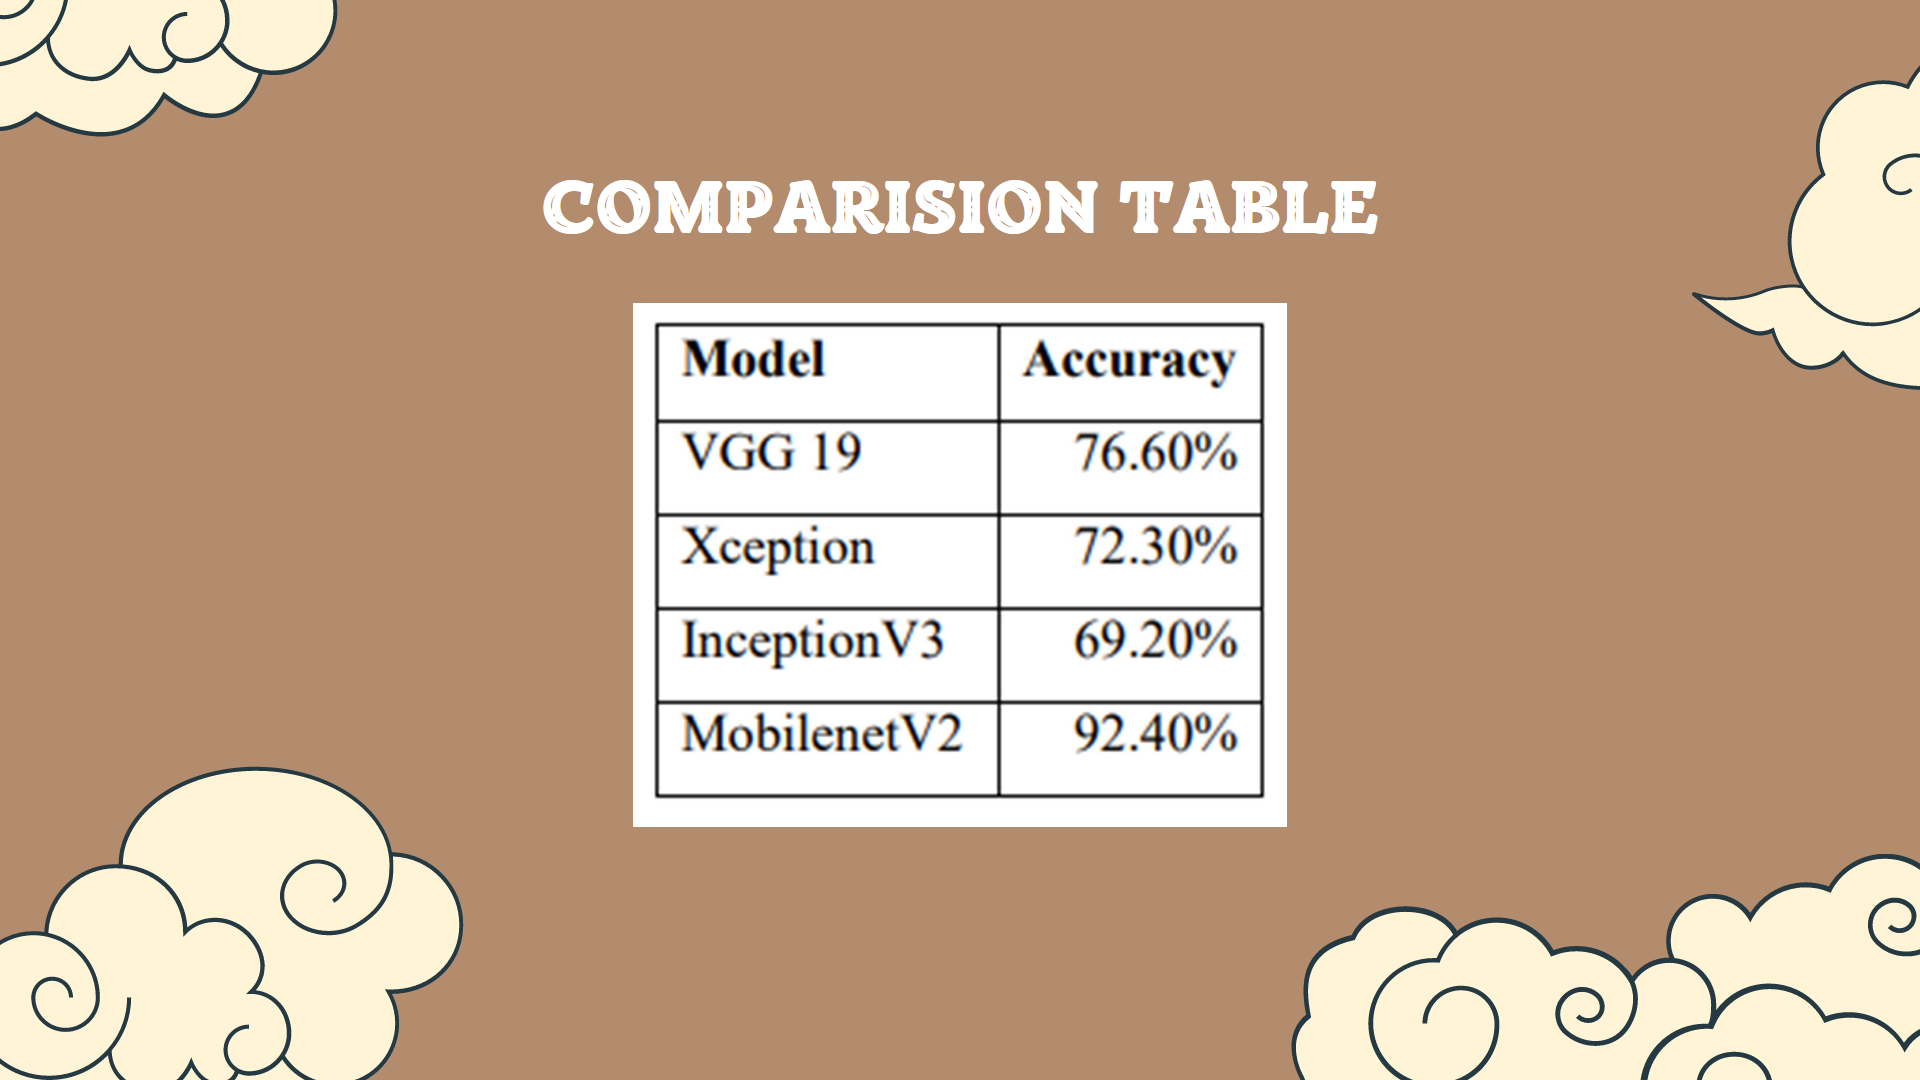 COMPARISION TABLE
Model Accuracy
VGG 19 76.60%
Xception 72.30%
InceptionV3 69.20%
MobilenetV2 92.40%